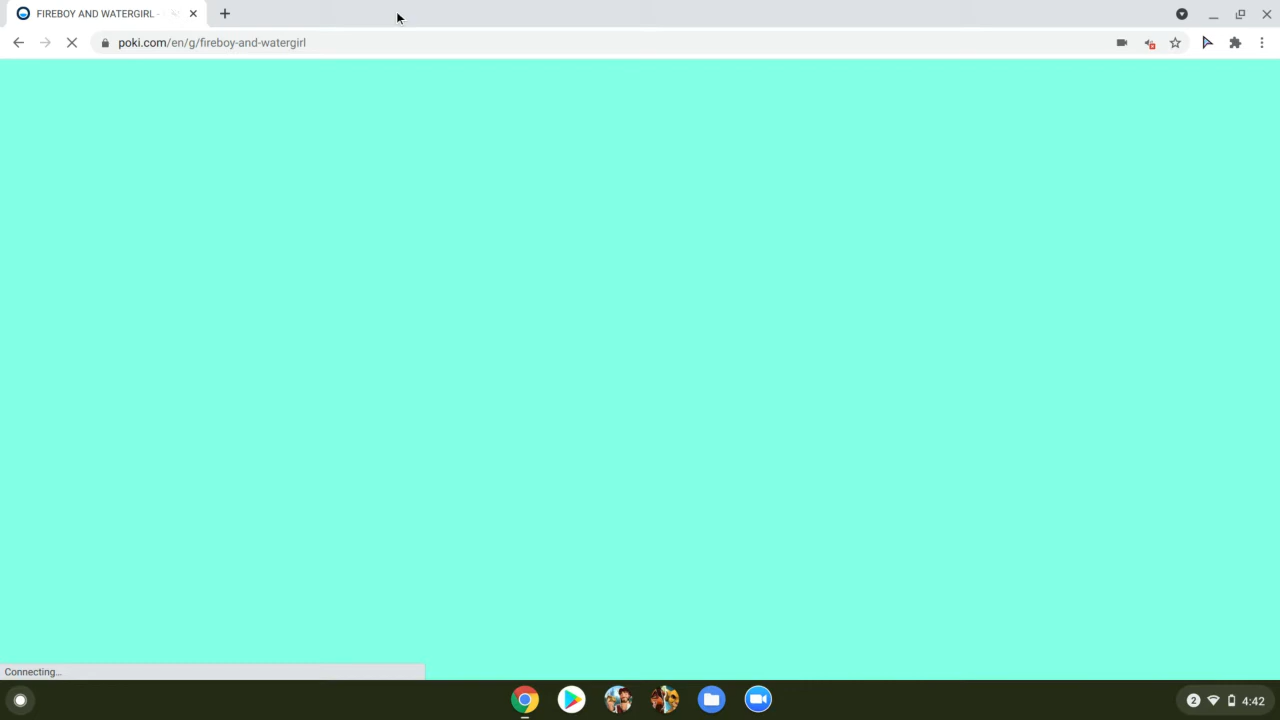 FIREBOY AND WATERGIRL -
poki.com/en/g/fireboy-and-watergirl
Connecting...
2
4:42